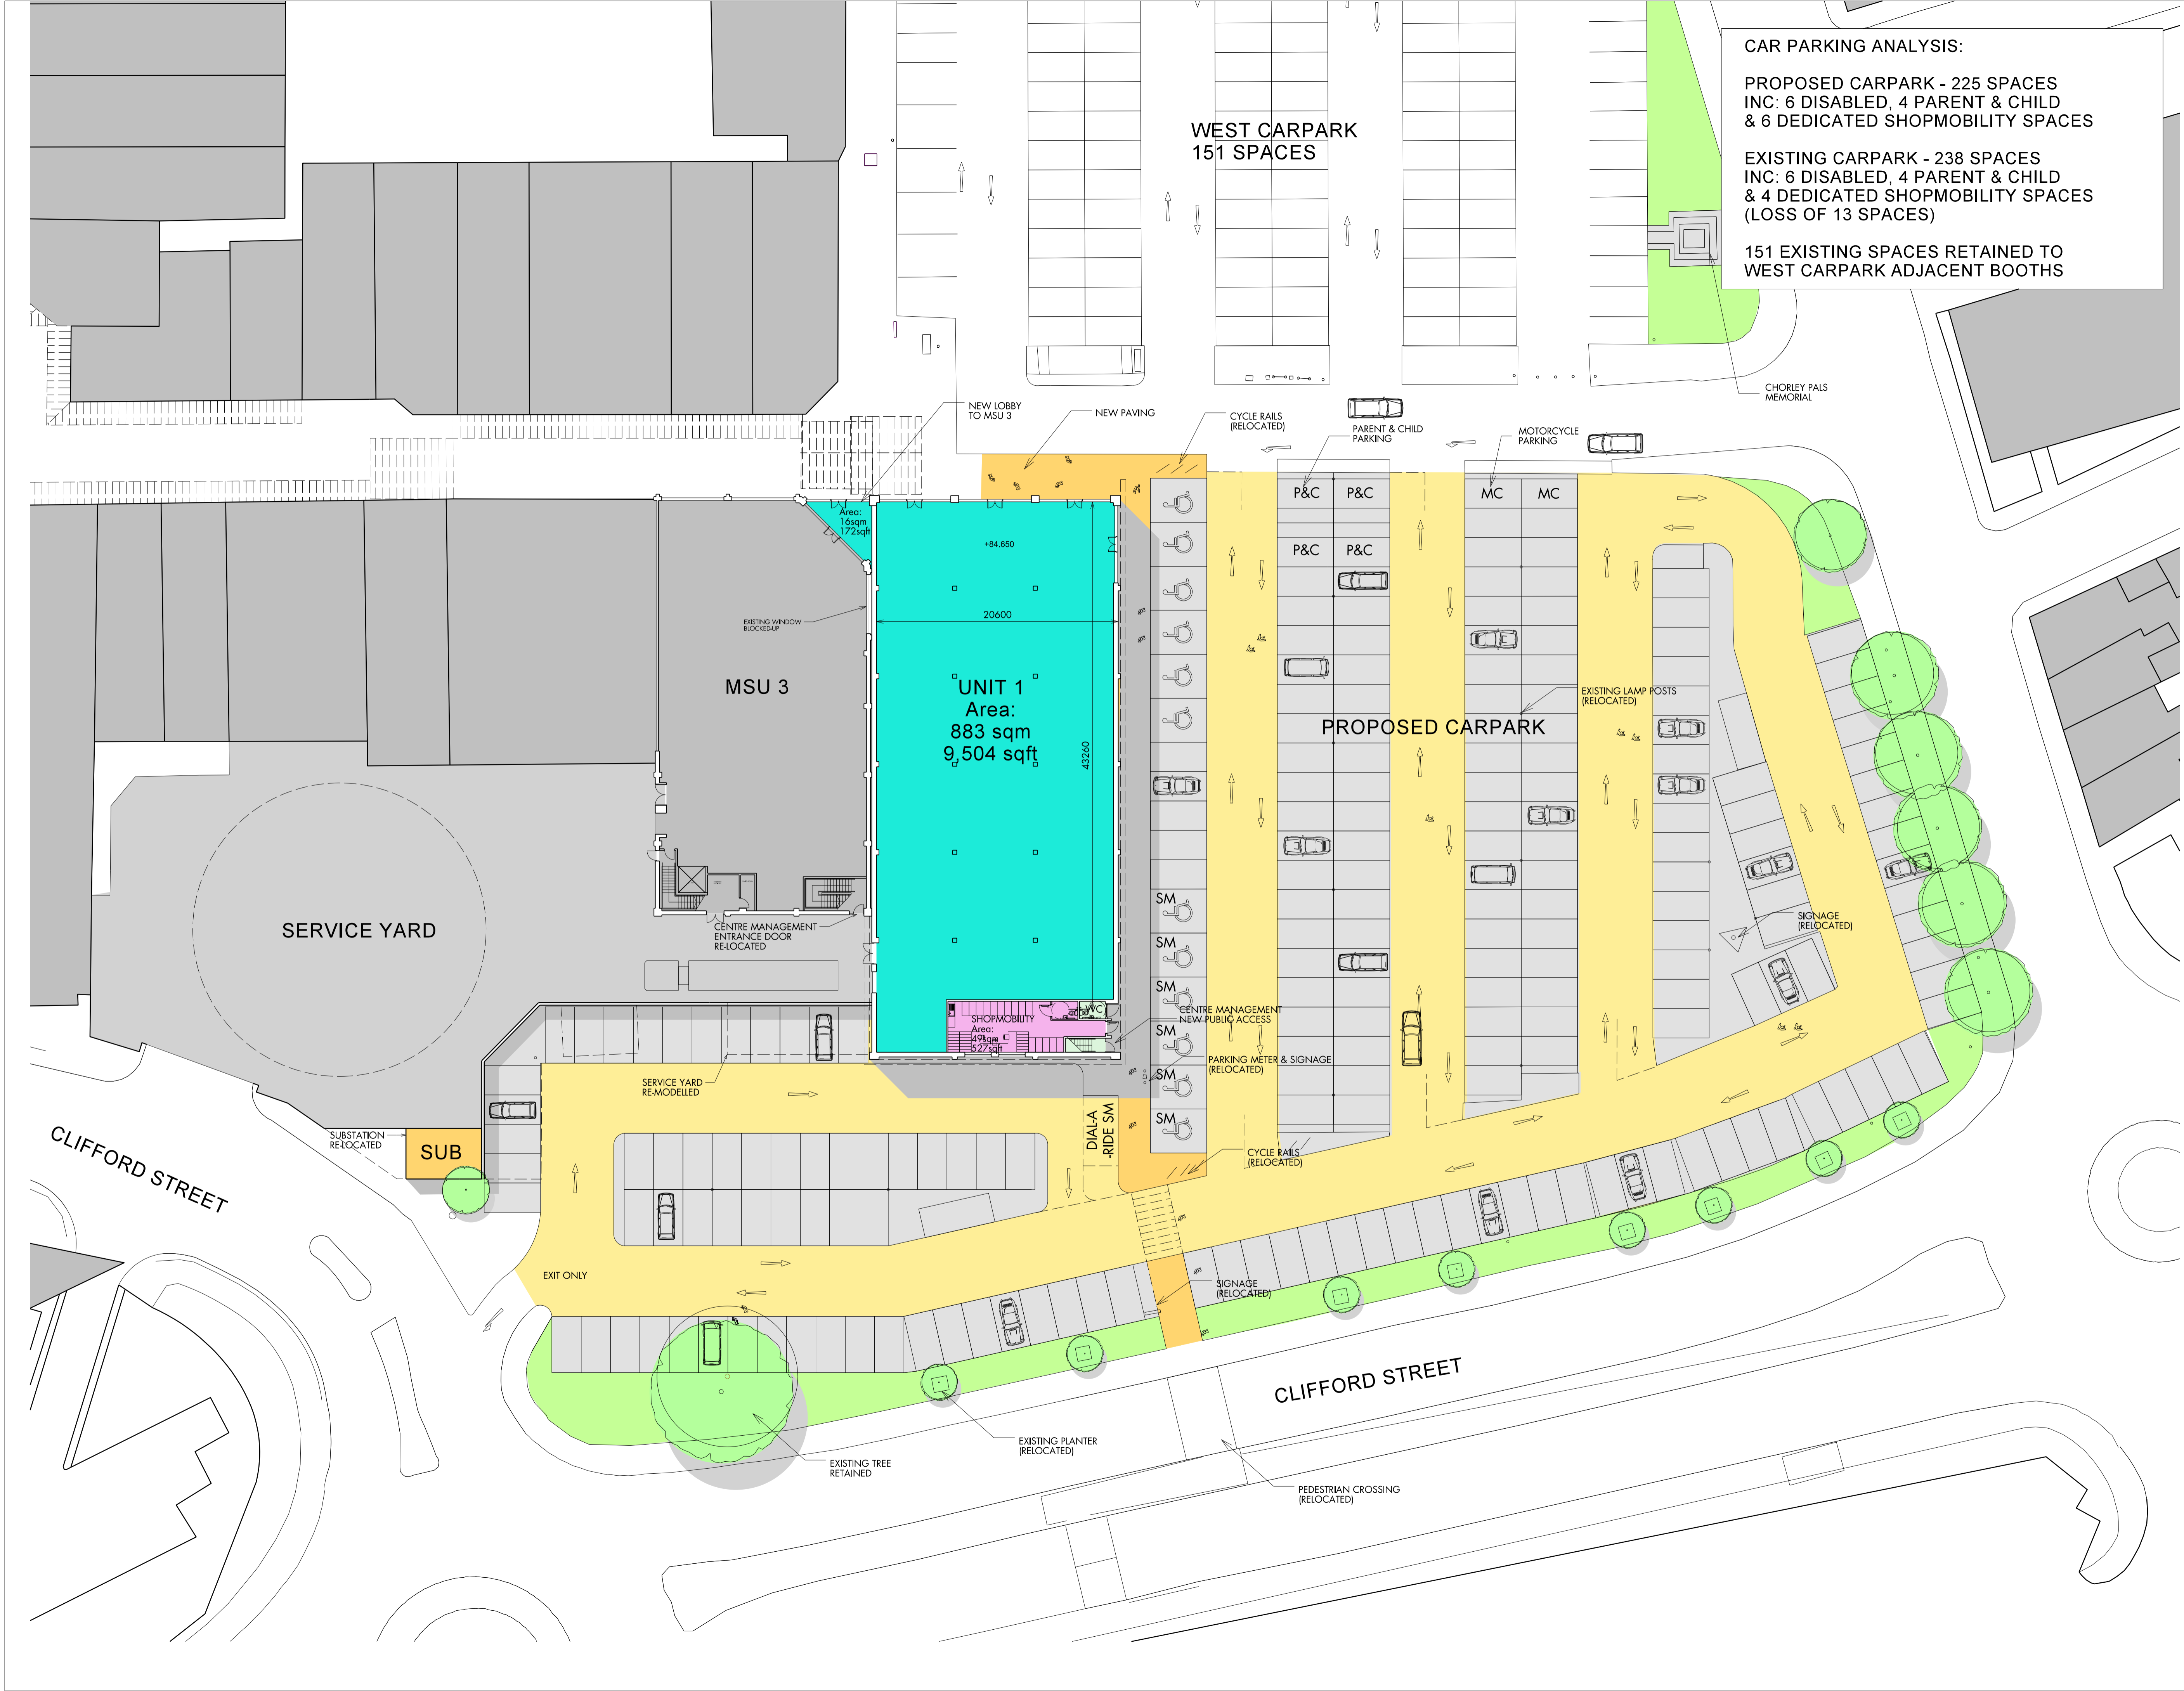 CAR PARKING ANALYSIS:
PROPOSED CARPARK - 225 SPACES
INC: 6 DISABLED, 4 PARENT & CHILD
& 6 DEDICATED SHOPMOBILITY SPACES
EXISTING CARPARK - 238 SPACES
INC: 6 DISABLED, 4 PARENT & CHILD
& 4 DEDICATED SHOPMOBILITY SPACES
(LOSS OF 13 SPACES)
151 EXISTING SPACES RETAINED TO
WEST CARPARK ADJACENT BOOTHS
WEST CARPARK
151 SPACES
CHORLEY PALS
MEMORIAL
NEW LOBBY
TO MSU 3
NEW PAVING
CYCLE RAILS
(RELOCATED)
PARENT & CHILD
PARKING
MOTORCYCLE
PARKING
P&C
P&C
MC
MC
P&C
P&C
Area:
16sqm
172sqft
+84.650
20600
EXISTING WINDOW
BLOCKED-UP
MSU 3
UNIT 1
Area:
883 sqm
9,504 sqft
43260
EXISTING LAMP POSTS
(RELOCATED)
PROPOSED CARPARK
SERVICE YARD
CENTRE MANAGEMENT
ENTRANCE DOOR
RE-LOCATED
SIGNAGE
(RELOCATED)
SM
SM
SM
SM
SM
SM
WC
SHOPMOBILITY
Area:
49sqm
527sqft
CENTRE MANAGEMENT
NEW PUBLIC ACCESS
PARKING METER & SIGNAGE
(RELOCATED)
SERVICE YARD
RE-MODELLED
DIAL-A
-RIDE SM
SUBSTATION
RE-LOCATED
SUB
CLIFFORD STREET
CYCLE RAILS
(RELOCATED)
EXIT ONLY
SIGNAGE
(RELOCATED)
CLIFFORD STREET
EXISTING PLANTER
(RELOCATED)
EXISTING TREE
RETAINED
PEDESTRIAN CROSSING
(RELOCATED)